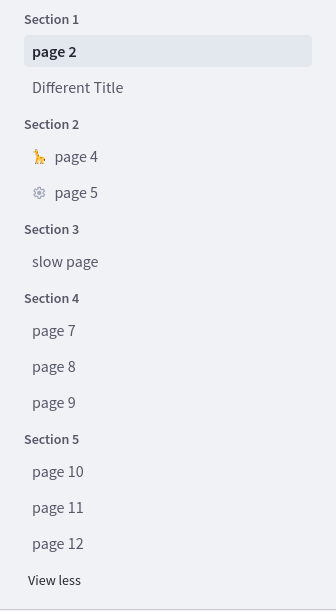 Section 1
page 2
Different Title
Section 2
page 4
page 5
Section 3
slow page
Section 4
page 7
page 8
page 9
Section 5
page 10
page 11
page 12
View less